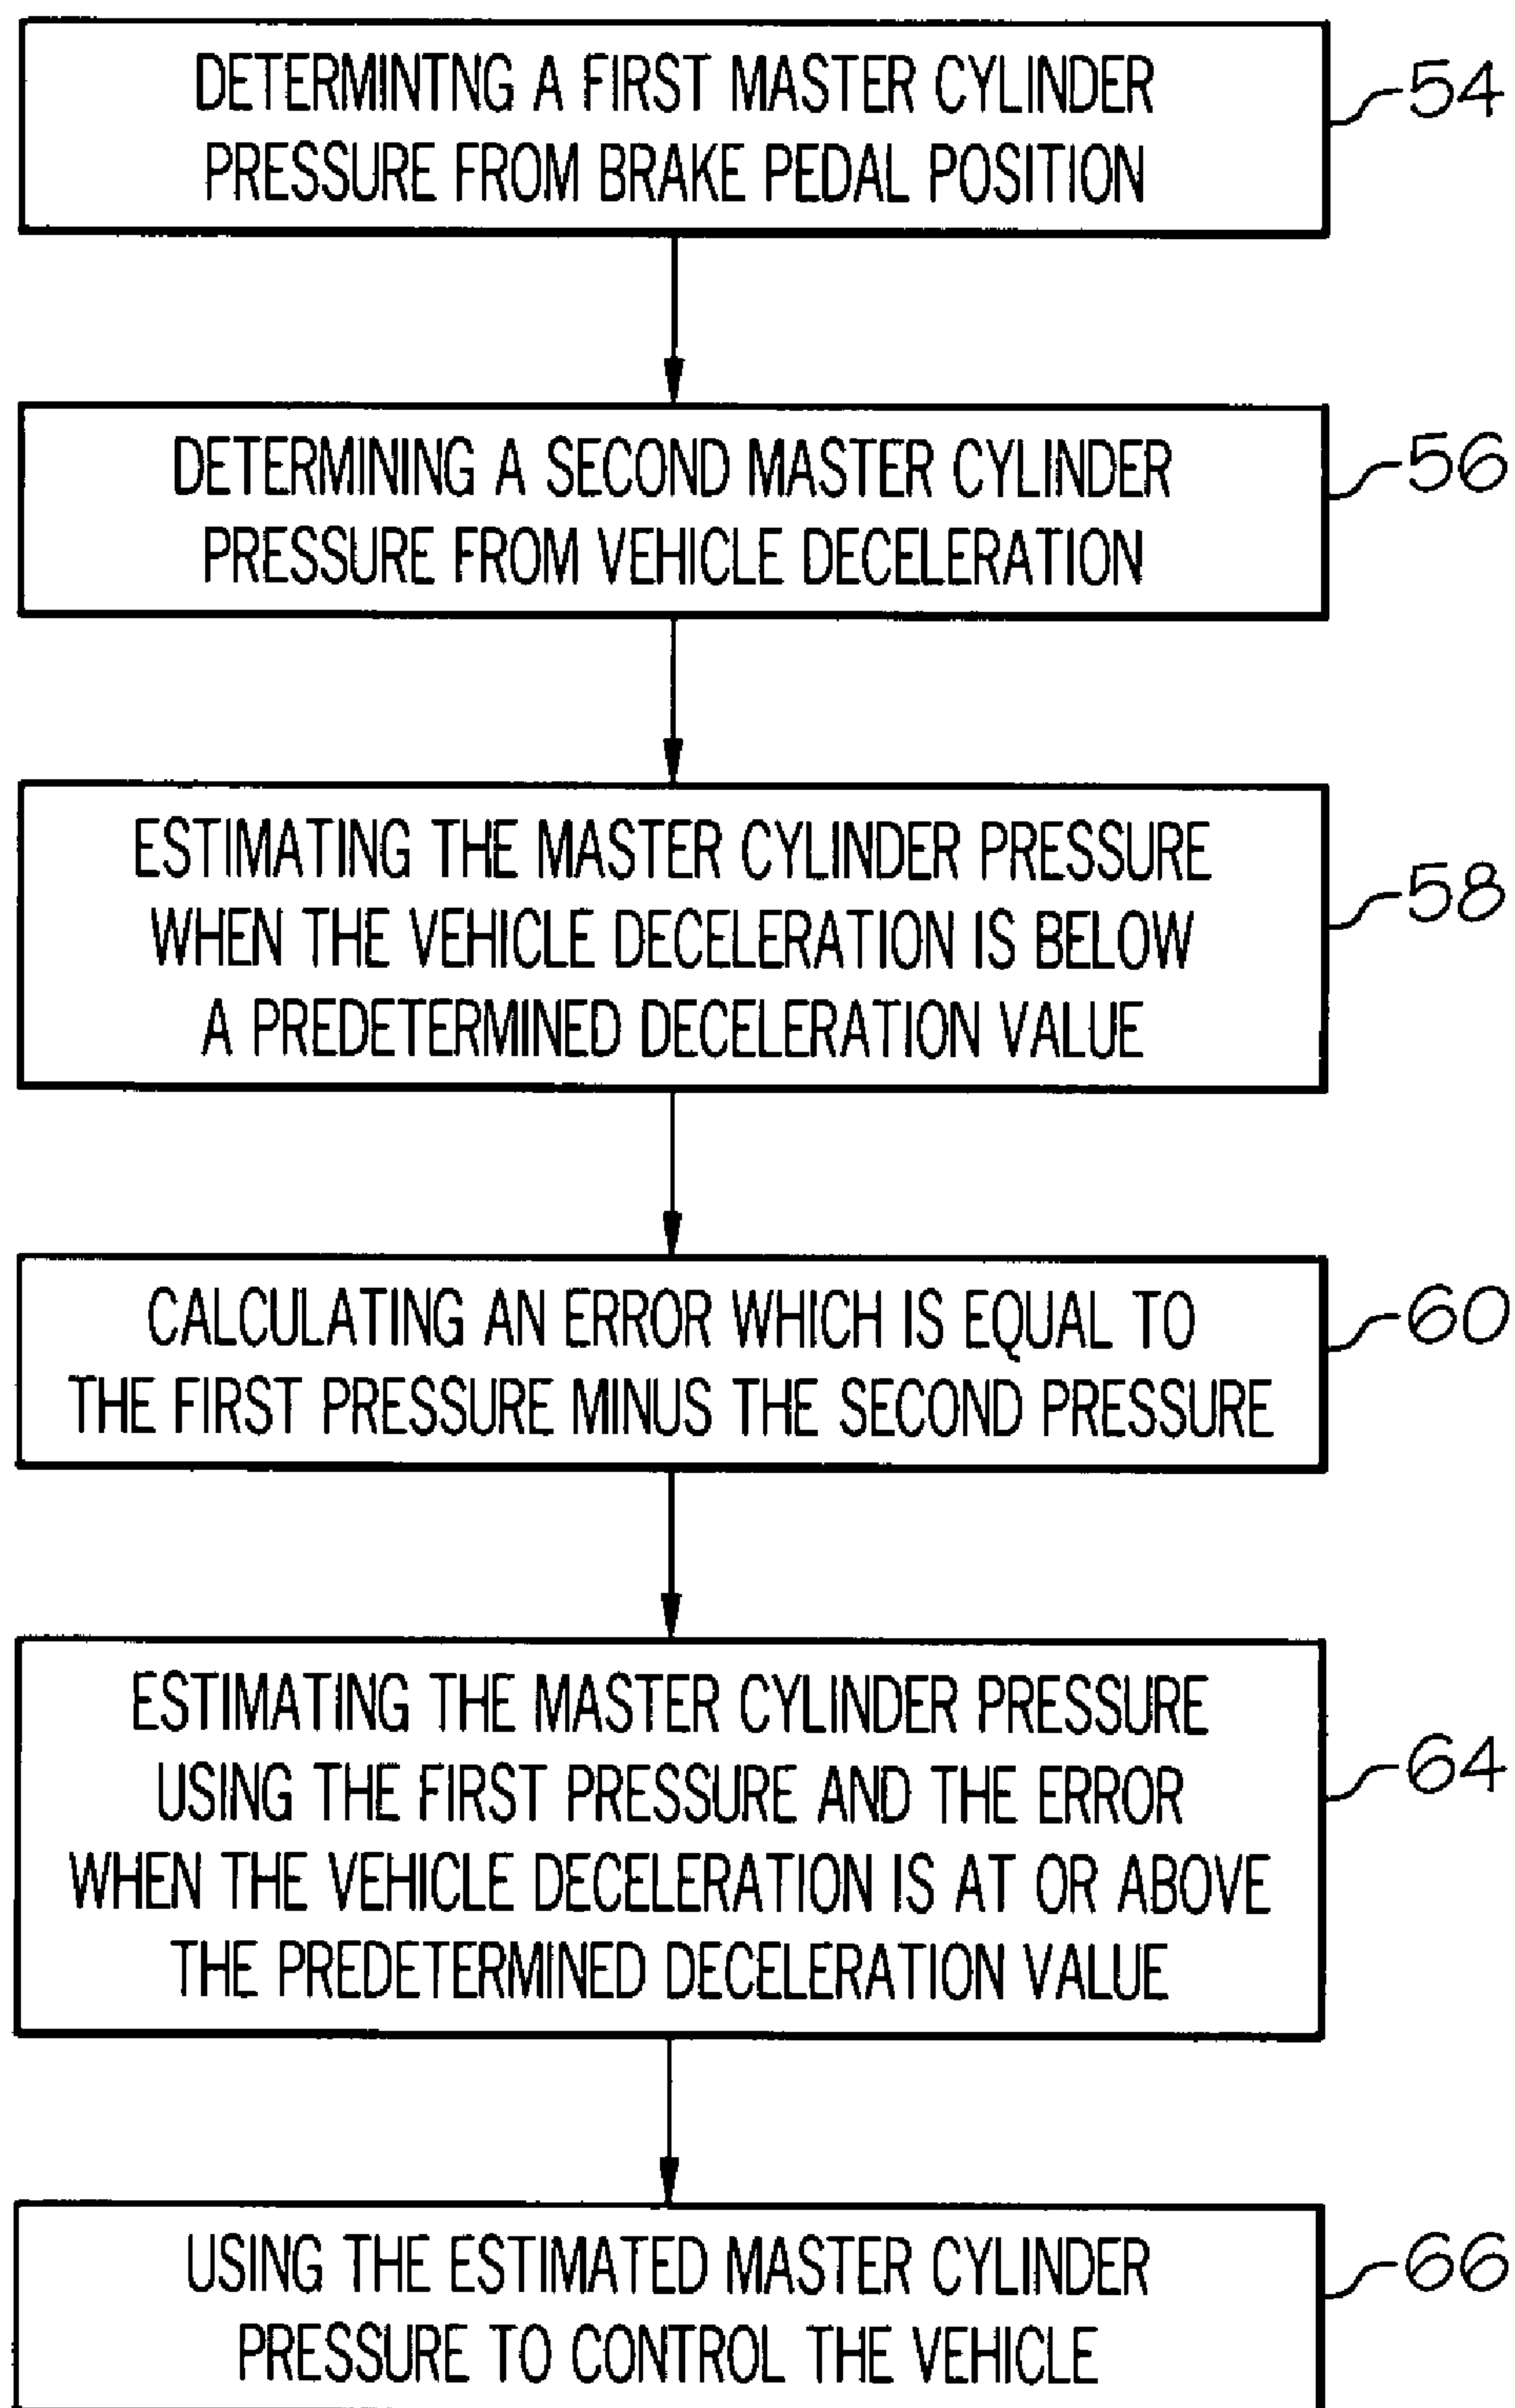 DETERMINTNG A FIRST MASTER CYLINDER
PRESSURE FROM BRAKE PEDAL POSITION
54
DETERMINING A SECOND MASTER CYLINDER
PRESSURE FROM VEHICLE DECELERATION
56
ESTIMATING THE MASTER CYLINDER PRESSURE
WHEN THE VEHICLE DECELERATION IS BELOW
A PREDETERMINED DECELERATION VALUE
58
CALCULATING AN ERROR WHICH IS EQUAL TO
THE FIRST PRESSURE MINUS THE SECOND PRESSURE
60
ESTIMATING THE MASTER CYLINDER PRESSURE
USING THE FIRST PRESSURE AND THE ERROR
WHEN THE VEHICLE DECELERATION IS AT OR ABOVE
THE PREDETERMINED DECELERATION VALUE
64
USING THE ESTIMATED MASTER CYLINDER
PRESSURE TO CONTROL THE VEHICLE
66